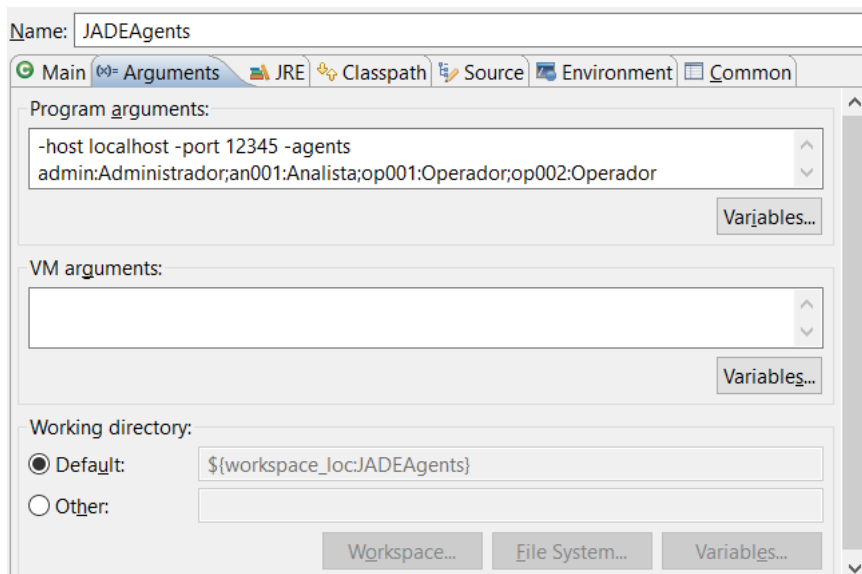 Name: JADEAgents
Main (x)= Arguments JRE Classpath Source Environment Common
Program arguments:
-host localhost -port 12345 -agents
admin:Administrador;an001:Analista;op001:Operador;op002:Operador
Variables...
VM arguments:
Variables...
Working directory:
Default: ${workspace_loc:JADEAgents}
Other:
Workspace... File System... Variables...